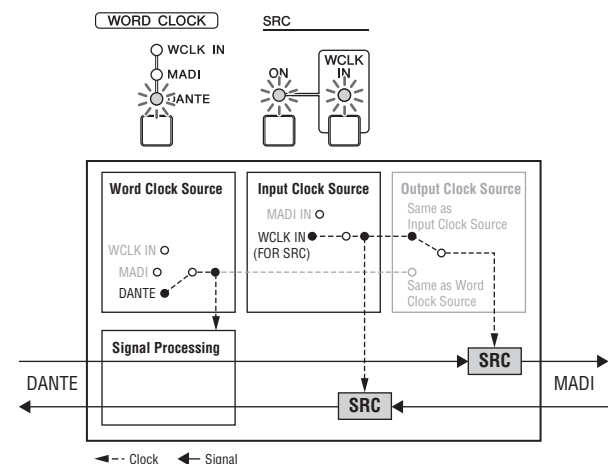 WORD CLOCK
SRC
WCLK IN
MADI
DANTE
ON
WCLK
IN
Word Clock Source
WCLK IN
MADI
DANTE
Input Clock Source
MADI IN
WCLK IN
(FOR SRC)
Output Clock Source
Same as
Input Clock Source
Same as Word
Clock Source
Signal Processing
SRC
DANTE
MADI
SRC
Clock
Signal